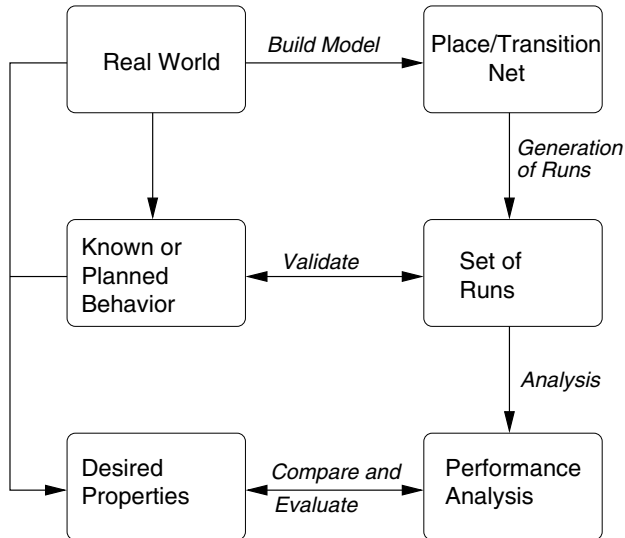 Real World
Build Model
Place/Transition
Net
Generation
of Runs
Known or
Planned
Behavior
Validate
Set of
Runs
Analysis
Desired
Properties
Compare and
Evaluate
Performance
Analysis